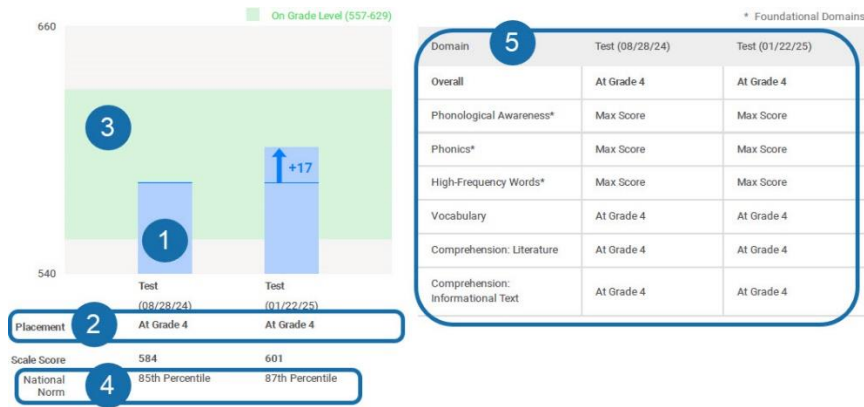 On Grade Level (557-629)
660
3
+17
1
540
Test
(08/28/24)
Test
(01/22/25)
Placement
2
At Grade 4
At Grade 4
Scale Score
584
601
National
Norm
4
85th Percentile
87th Percentile
* Foundational Domains
Domain
5
Test (08/28/24)
Test (01/22/25)
Overall
At Grade 4
At Grade 4
Phonological Awareness*
Max Score
Max Score
Phonics*
Max Score
Max Score
High-Frequency Words*
Max Score
Max Score
Vocabulary
At Grade 4
At Grade 4
Comprehension: Literature
At Grade 4
At Grade 4
Comprehension:
Informational Text
At Grade 4
At Grade 4